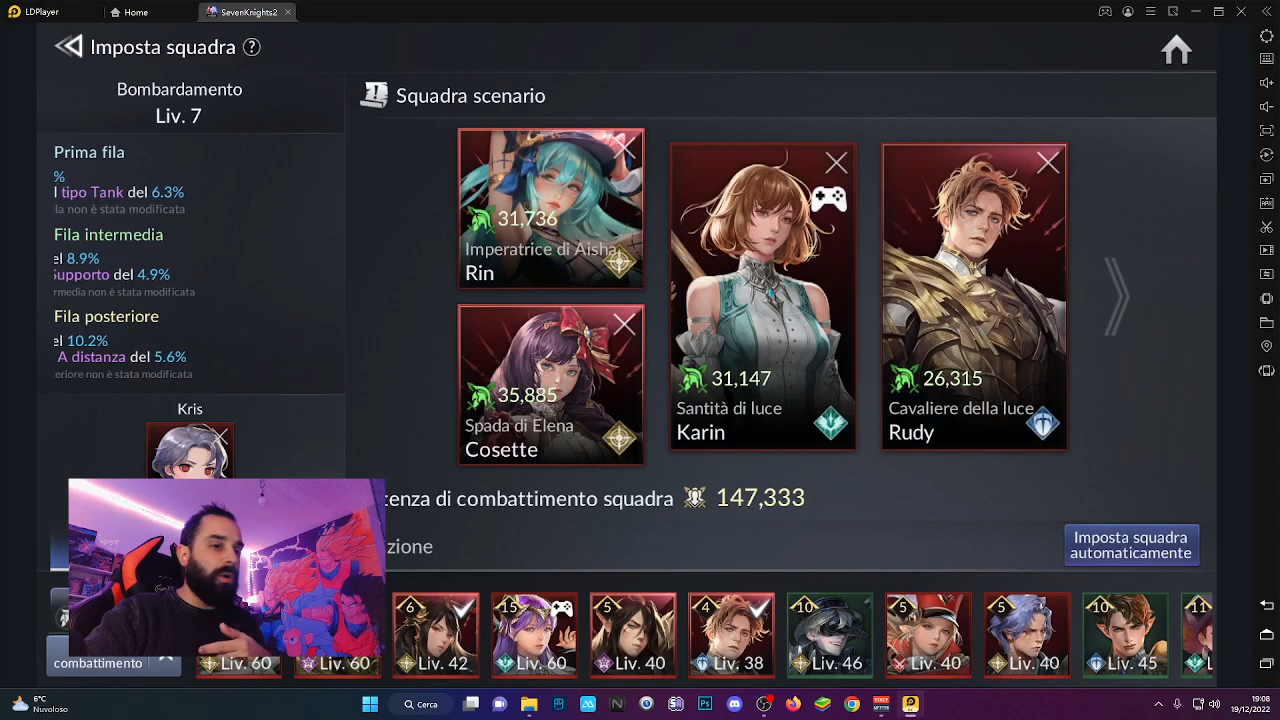 LDPlayer
Home
SevenKnights2
Imposta squadra ?
Bombardamento
Liv. 7
Prima fila
%
l tipo Tank del 6.3%
la non è stata modificata
Fila intermedia
el 8.9%
Supporto del 4.9%
rmedia non è stata modificata
Fila posteriore
el 10.2%
A distanza del 5.6%
eriore non è stata modificata
Kris
Squadra scenario
31,736
Imperatrice di Aisha
Rin
35,885
Spada di Elena
Cosette
31,147
Santità di luce
Karin
26,315
Cavaliere della luce
Rudy
tenza di combattimento squadra 147,333
zione
Imposta squadra
automaticamente
6 15 5 4 10 5 5 10 11
combattimento
Liv. 60 Liv. 60 Liv. 42 Liv. 60 Liv. 40 Liv. 38 Liv. 46 Liv. 40 Liv. 40 Liv. 45 L
5°C
Nuvoloso
Cerca
19:08
19/12/2022